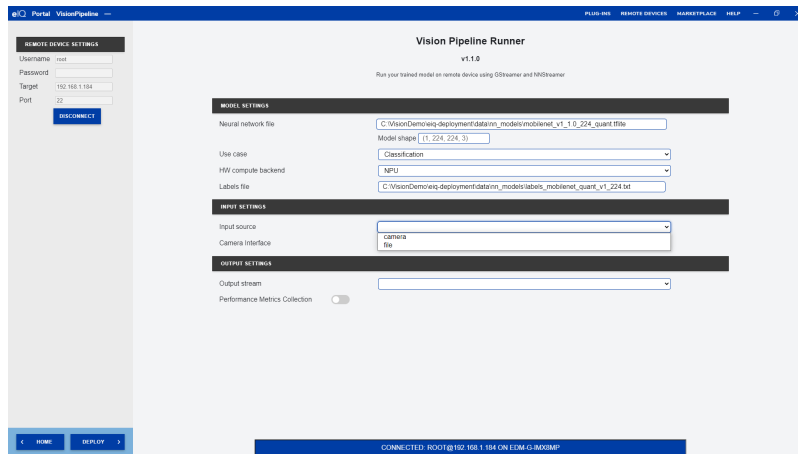 eIQ Portal VisionPipeline
PLUG-INS REMOTE DEVICES MARKETPLACE HELP
REMOTE DEVICE SETTINGS
Username root
Password
Target 192.168.1.184
Port 22
DISCONNECT
Vision Pipeline Runner
v1.1.0
Run your trained model on remote device using GStreamer and NNStreamer
MODEL SETTINGS
Neural network file C:\VisionDemo\eiq-deployment\data\nn_models\mobilenet_v1_1.0_224_quant.tflite
Model shape (1, 224, 224, 3)
Use case Classification
HW compute backend NPU
Labels file C:\VisionDemo\eiq-deployment\data\nn_models\labels_mobilenet_quant_v1_224.txt
INPUT SETTINGS
Input source
camera
file
Camera Interface
OUTPUT SETTINGS
Output stream
Performance Metrics Collection
< HOME
DEPLOY >
CONNECTED: ROOT@192.168.1.184 ON EDM-G-IMX8MP